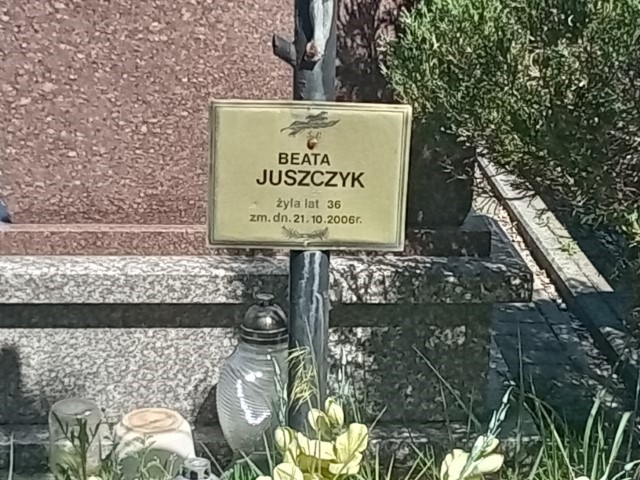 BEATA
JUSZCZYK
żyła lat 36
zm. dn. 21.10.2006r.